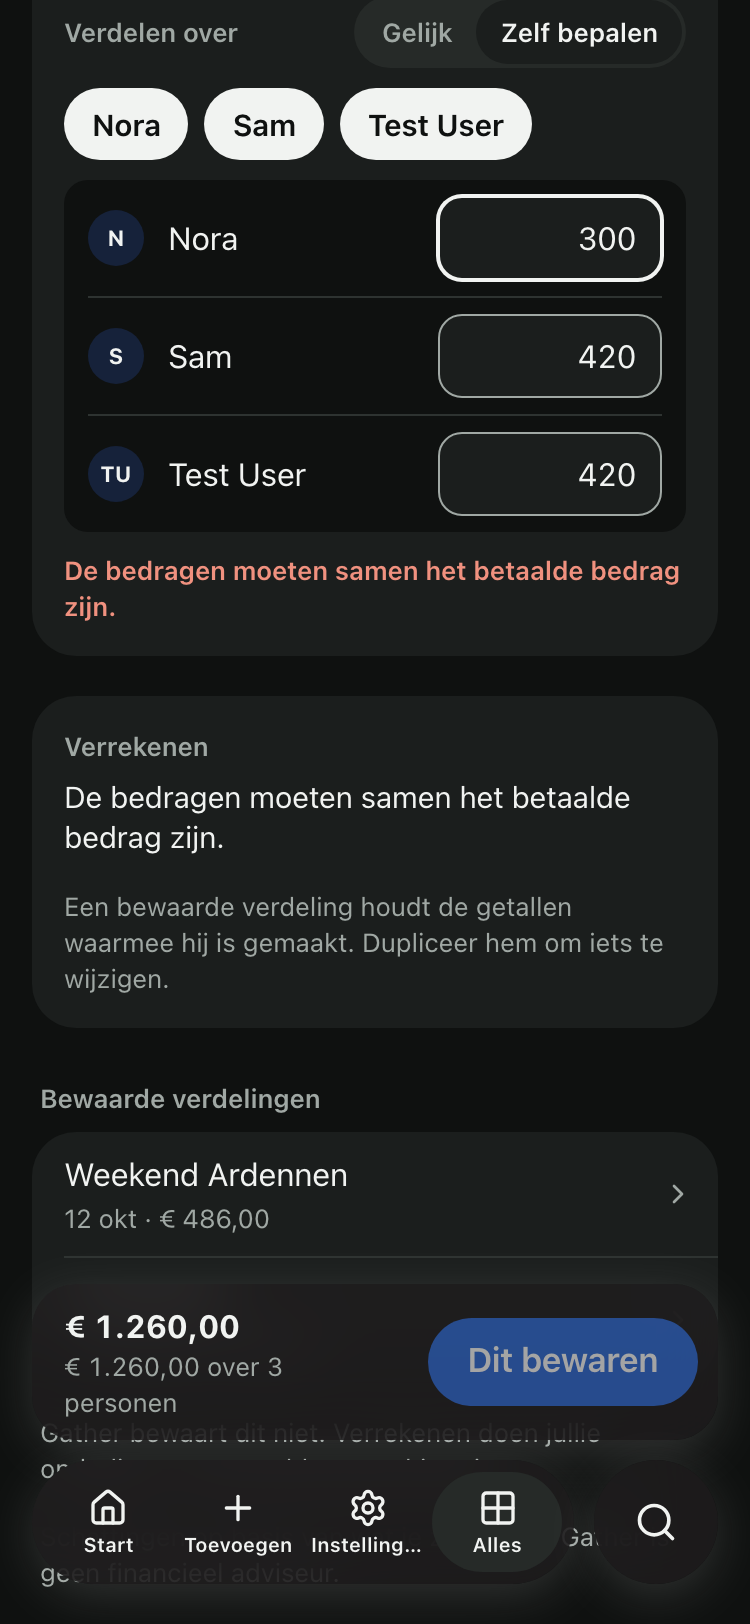 Verdelen over
Gelijk
Zelf bepalen
Nora
Sam
Test User
N
Nora
300
S
Sam
420
TU
Test User
420
De bedragen moeten samen het betaalde bedrag
zijn.
Verrekenen
De bedragen moeten samen het betaalde
bedrag zijn.
Een bewaarde verdeling houdt de getallen
waarmee hij is gemaakt. Dupliceer hem om iets te
wijzigen.
Bewaarde verdelingen
Weekend Ardennen
12 okt · € 486,00
€ 1.260,00
€ 1.260,00 over 3
personen
Dit bewaren
Gather bewaart dit niet. Verrekenen doen jullie
Start
Toevoegen
Instelling...
Alles
geen financieel adviseur.